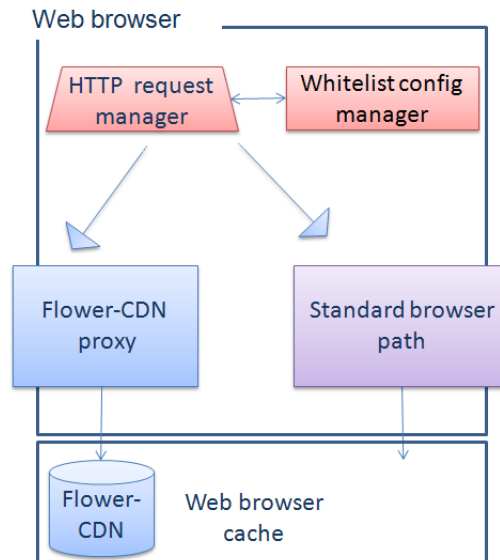 Web browser
HTTP request
manager
Whitelist config
manager
Flower-CDN
proxy
Standard browser
path
Flower-
CDN
Web browser
cache